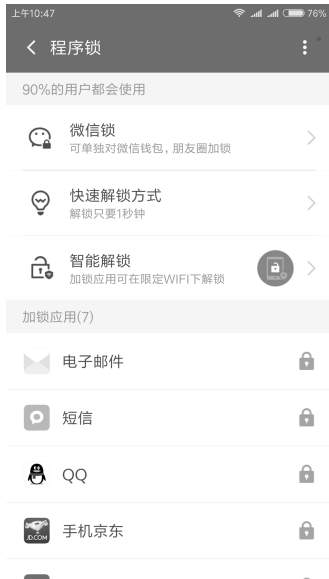 上午10:47
76%
程序锁
90%的用户都会使用
微信锁
可单独对微信钱包，朋友圈加锁
快速解锁方式
解锁只要1秒钟
智能解锁
加锁应用可在限定WIFI下解锁
加锁应用(7)
电子邮件
短信
QQ
手机京东
JD.COM